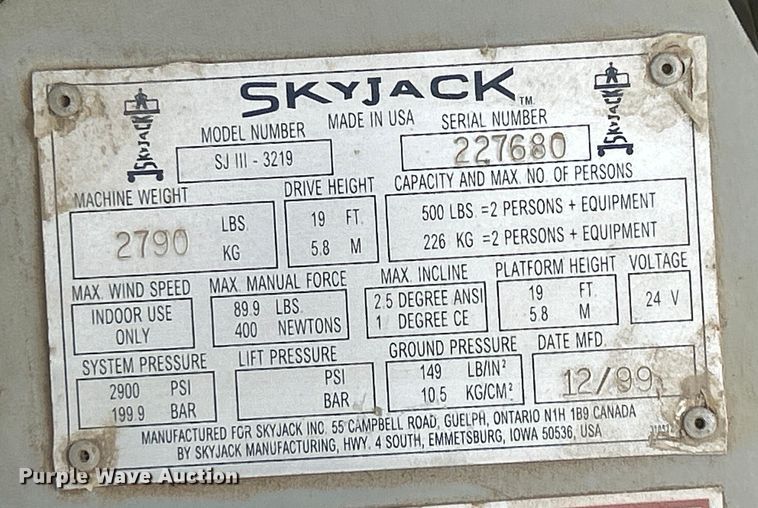 SKYJACK TM
SKYJACK
SKYJACK
MODEL NUMBER MADE IN USA SERIAL NUMBER
SJ III - 3219 227680
MACHINE WEIGHT DRIVE HEIGHT CAPACITY AND MAX. NO. OF PERSONS
2790 LBS. 19 FT. 500 LBS. =2 PERSONS + EQUIPMENT
KG 5.8 M 226 KG =2 PERSONS + EQUIPMENT
MAX. WIND SPEED MAX. MANUAL FORCE MAX. INCLINE PLATFORM HEIGHT VOLTAGE
INDOOR USE 89.9 LBS. 2.5 DEGREE ANSI 19 FT. 24 V
ONLY 400 NEWTONS 1 DEGREE CE 5.8 M
SYSTEM PRESSURE LIFT PRESSURE GROUND PRESSURE DATE MFD.
2900 PSI PSI 149 LB/IN² 12/99
199.9 BAR BAR 10.5 KG/CM²
MANUFACTURED FOR SKYJACK INC. 55 CAMPBELL ROAD, GUELPH, ONTARIO N1H 1B9 CANADA
BY SKYJACK MANUFACTURING, HWY. 4 SOUTH, EMMETSBURG, IOWA 50536, USA
Purple Wave Auction